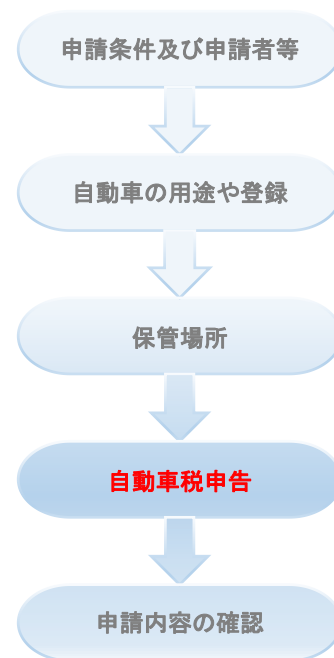 申請条件及び申請者等
自動車の用途や登録
保管場所
自動車税申告
申請内容の確認